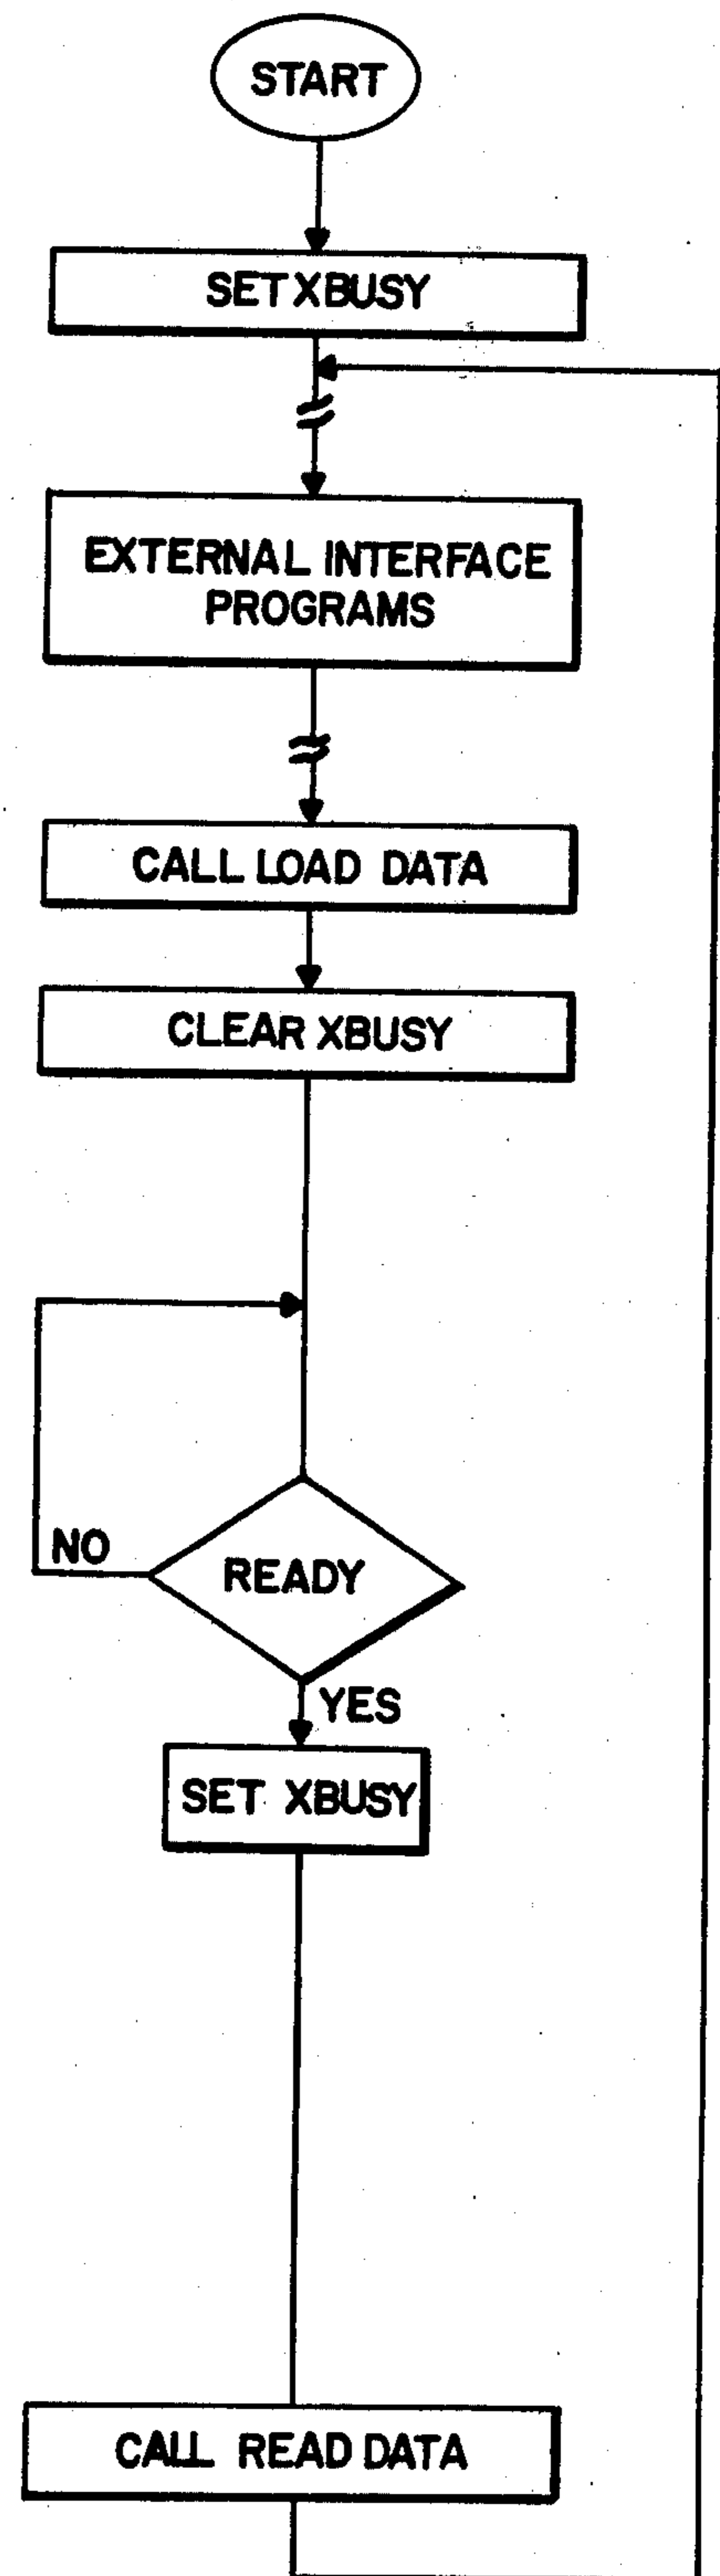 START
SET XBUSY
EXTERNAL INTERFACE
PROGRAMS
CALL LOAD DATA
CLEAR XBUSY
NO
READY
YES
SET XBUSY
CALL READ DATA